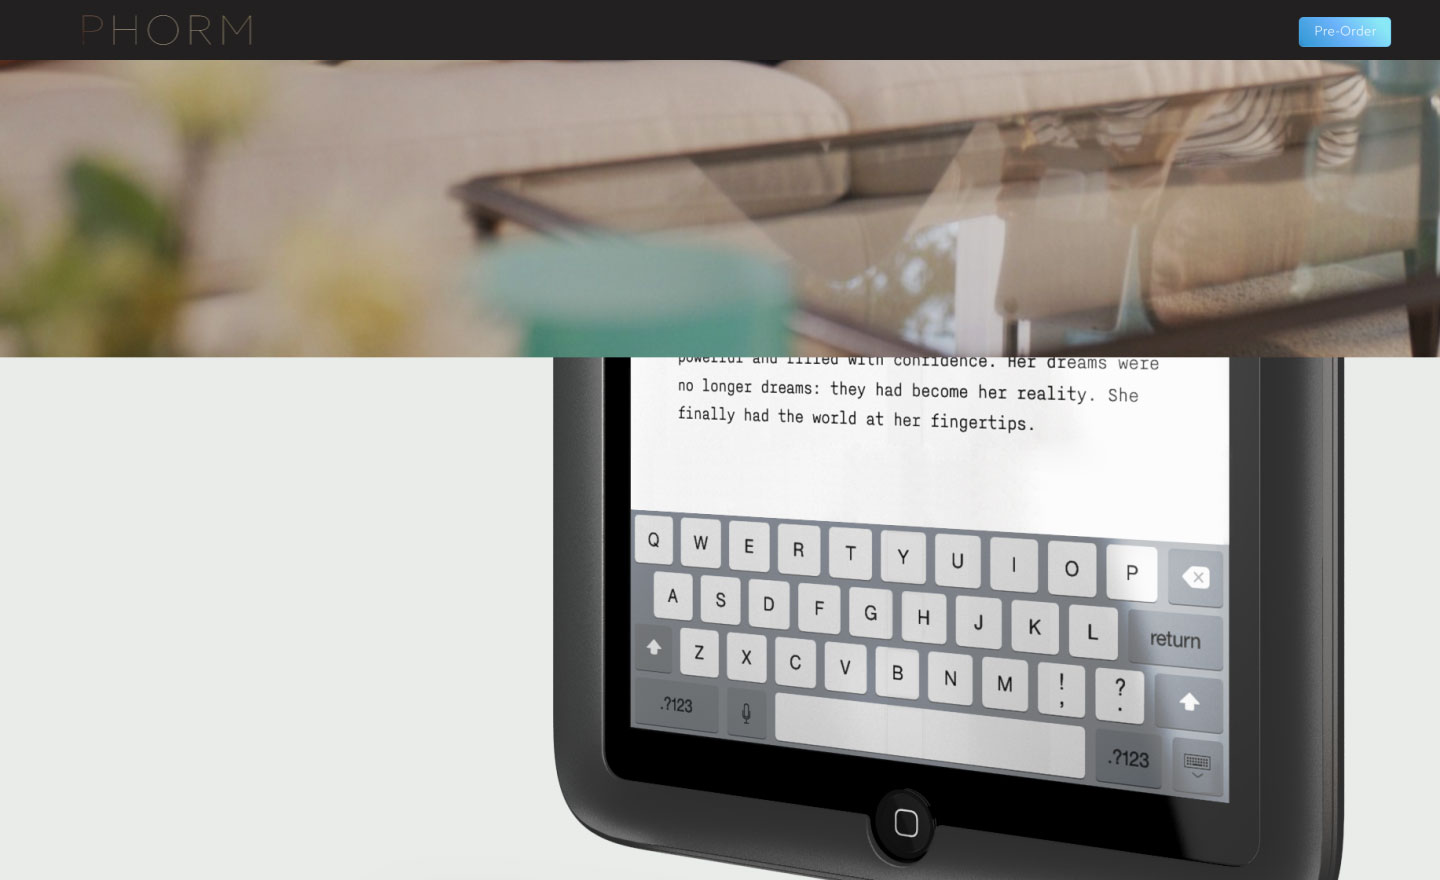 PHORM
Pre-Order
powerful and filled with confidence. Her dreams were
no longer dreams: they had become her reality. She
finally had the world at her fingertips.
Q W E R T Y U I O P
A S D F G H J K L return
Z X C V B N M ! , ? .
.?123 .?123